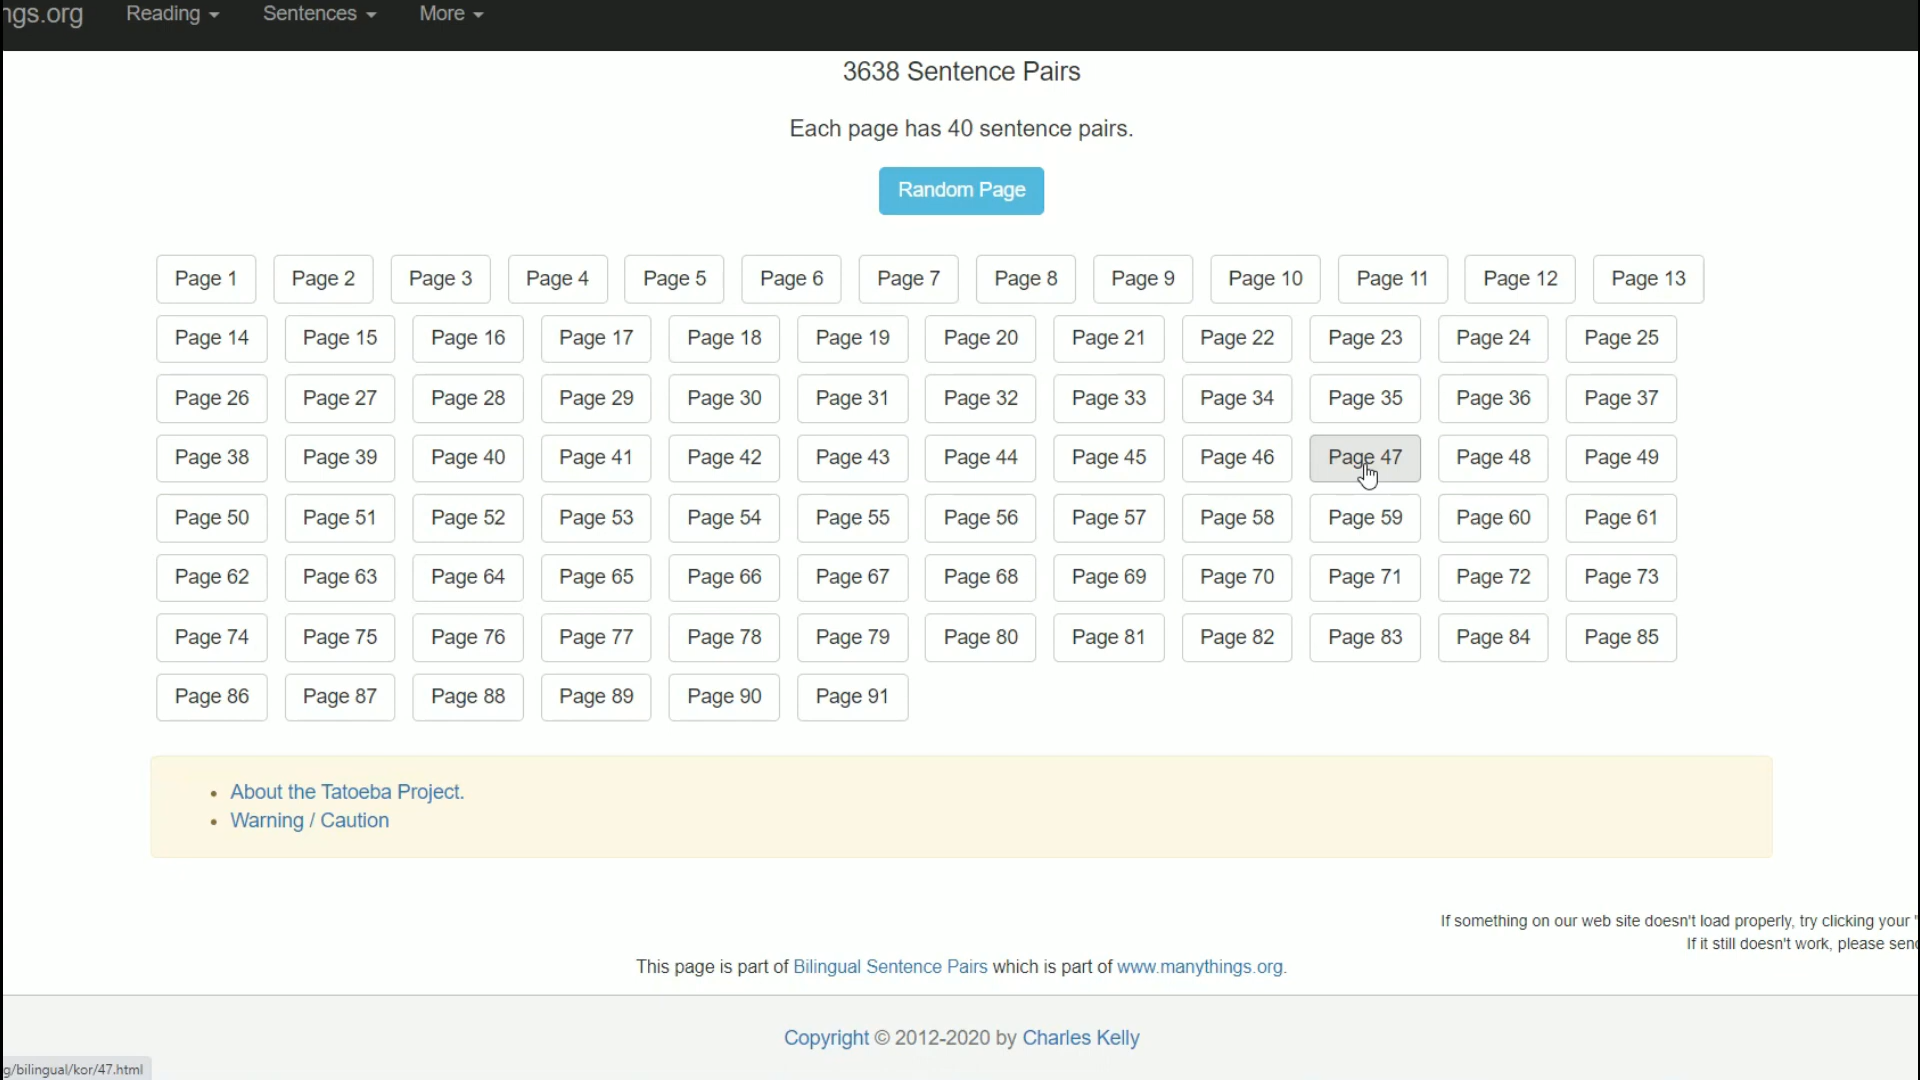 ngs.org Reading Sentences More
3638 Sentence Pairs
Each page has 40 sentence pairs.
Random Page
Page 1 Page 2 Page 3 Page 4 Page 5 Page 6 Page 7 Page 8 Page 9 Page 10 Page 11 Page 12 Page 13
Page 14 Page 15 Page 16 Page 17 Page 18 Page 19 Page 20 Page 21 Page 22 Page 23 Page 24 Page 25
Page 26 Page 27 Page 28 Page 29 Page 30 Page 31 Page 32 Page 33 Page 34 Page 35 Page 36 Page 37
Page 38 Page 39 Page 40 Page 41 Page 42 Page 43 Page 44 Page 45 Page 46 Page 47 Page 48 Page 49
Page 50 Page 51 Page 52 Page 53 Page 54 Page 55 Page 56 Page 57 Page 58 Page 59 Page 60 Page 61
Page 62 Page 63 Page 64 Page 65 Page 66 Page 67 Page 68 Page 69 Page 70 Page 71 Page 72 Page 73
Page 74 Page 75 Page 76 Page 77 Page 78 Page 79 Page 80 Page 81 Page 82 Page 83 Page 84 Page 85
Page 86 Page 87 Page 88 Page 89 Page 90 Page 91
• About the Tatoeba Project.
• Warning / Caution
If something on our web site doesn't load properly, try clicking your "
If it still doesn't work, please send
This page is part of Bilingual Sentence Pairs which is part of www.manythings.org.
Copyright © 2012-2020 by Charles Kelly
g/bilingual/kor/47.html